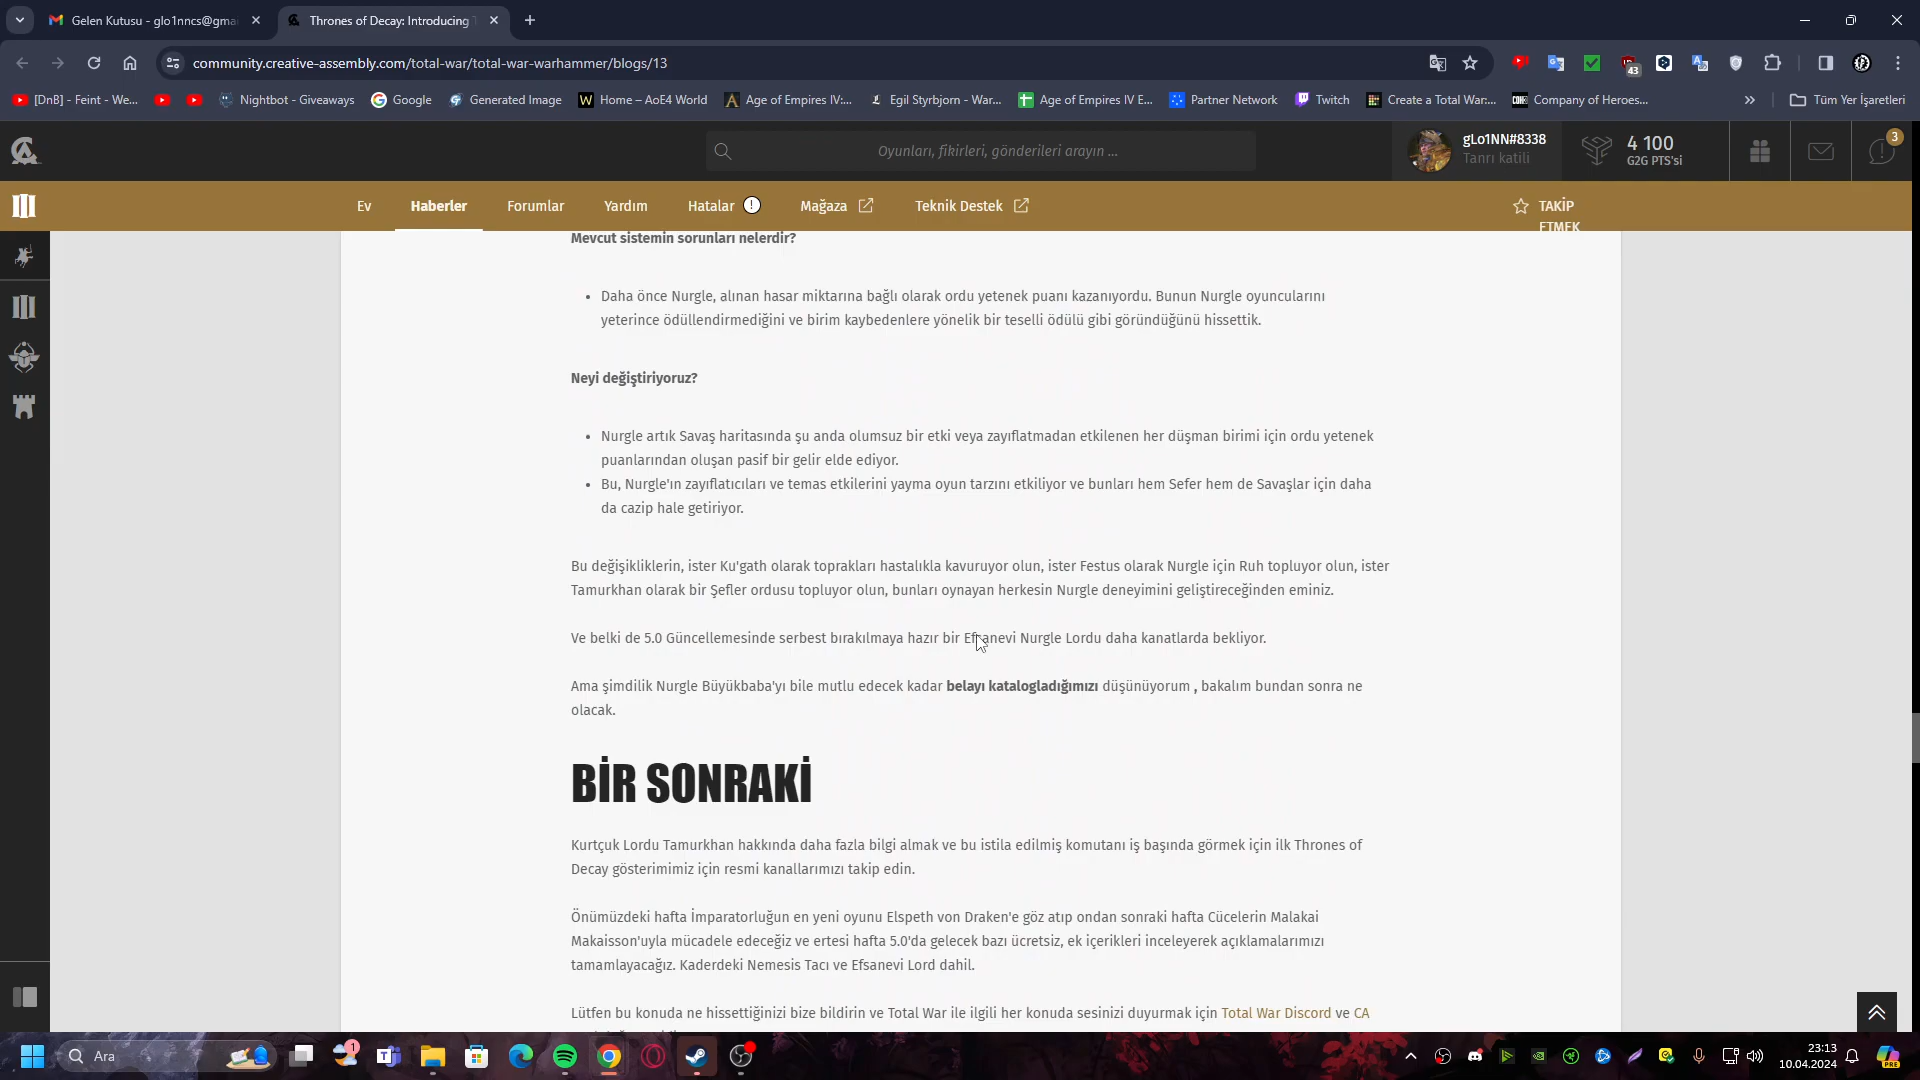 Gelen Kutusu - glo1nncs@gma
Thrones of Decay: Introducing T
community.creative-assembly.com/total-war/total-war-warhammer/blogs/13
43
[DnB] - Feint - We...
Nightbot - Giveaways
Google
Generated Image
Home – AoE4 World
Age of Empires IV:...
Egil Styrbjorn - War...
Age of Empires IV E...
Partner Network
Twitch
Create a Total War:...
Company of Heroes...
Tüm Yer İşaretleri
Oyunları, fikirleri, gönderileri arayın ...
gLo1NN#8338
Tanrı katili
4 100
G2G PTS'si
3
Ev
Haberler
Forumlar
Yardım
Hatalar
Mağaza
Teknik Destek
TAKİP
ETMEK
Mevcut sistemin sorunları nelerdir?
Daha önce Nurgle, alınan hasar miktarına bağlı olarak ordu yetenek puanı kazanıyordu. Bunun Nurgle oyuncularını
yeterince ödüllendirmediğini ve birim kaybedenlere yönelik bir teselli ödülü gibi göründüğünü hissettik.
Neyi değiştiriyoruz?
Nurgle artık Savaş haritasında şu anda olumsuz bir etki veya zayıflatmadan etkilenen her düşman birimi için ordu yetenek
puanlarından oluşan pasif bir gelir elde ediyor.
Bu, Nurgle'ın zayıflatıcıları ve temas etkilerini yayma oyun tarzını etkiliyor ve bunları hem Sefer hem de Savaşlar için daha
da cazip hale getiriyor.
Bu değişikliklerin, ister Ku'gath olarak toprakları hastalıkla kavuruyor olun, ister Festus olarak Nurgle için Ruh topluyor olun, ister
Tamurkhan olarak bir Şefler ordusu topluyor olun, bunları oynayan herkesin Nurgle deneyimini geliştireceğinden eminiz.
Ve belki de 5.0 Güncellemesinde serbest bırakılmaya hazır bir Efsanevi Nurgle Lordu daha kanatlarda bekliyor.
Ama şimdilik Nurgle Büyükbaba'yı bile mutlu edecek kadar belayı katalogladığımızı düşünüyorum , bakalım bundan sonra ne
olacak.
BİR SONRAKİ
Kurtçuk Lordu Tamurkhan hakkında daha fazla bilgi almak ve bu istila edilmiş komutanı iş başında görmek için ilk Thrones of
Decay gösterimimiz için resmi kanallarımızı takip edin.
Önümüzdeki hafta İmparatorluğun en yeni oyunu Elspeth von Draken'e göz atıp ondan sonraki hafta Cücelerin Malakai
Makaisson'uyla mücadele edeceğiz ve ertesi hafta 5.0'da gelecek bazı ücretsiz, ek içerikleri inceleyerek açıklamalarımızı
tamamlayacağız. Kaderdeki Nemesis Tacı ve Efsanevi Lord dahil.
Lütfen bu konuda ne hissettiğinizi bize bildirin ve Total War ile ilgili her konuda sesinizi duyurmak için Total War Discord ve CA
Ara
1
23:13
10.04.2024
PRE